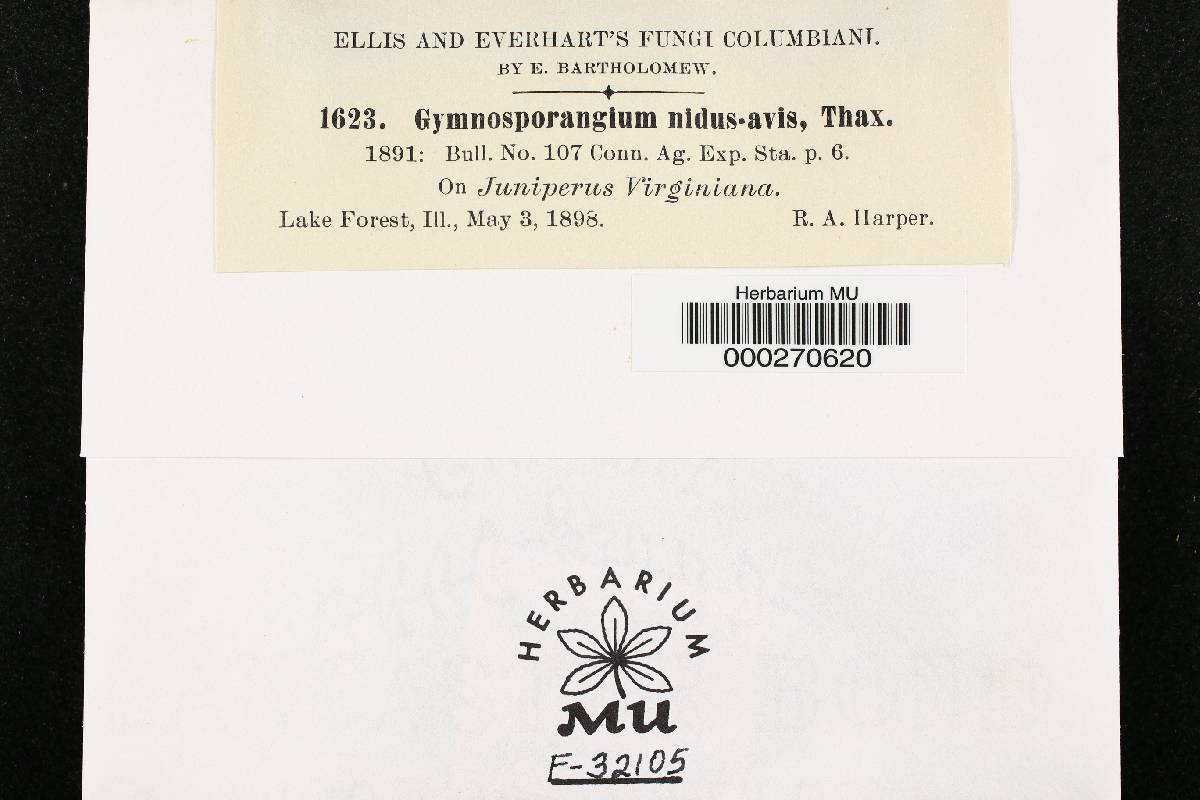 ELLIS AND EVERHART'S FUNGI COLUMBIANI.
BY E. BARTHOLOMEW.
1623. Gymnosporangium nidus-avis, Thax.
1891: Bull. No. 107 Conn. Ag. Exp. Sta. p. 6.
On Juniperus Virginiana.
Lake Forest, Ill., May 3, 1898. R. A. Harper.
Herbarium MU
000270620
HERBARIUM
MU
F-32105